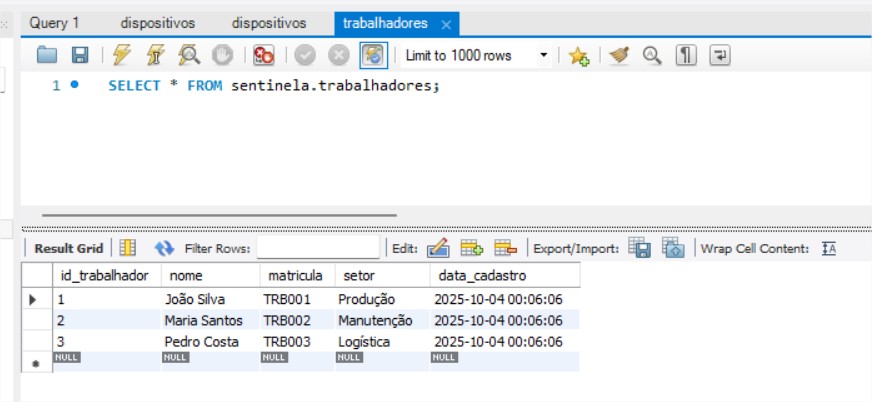 Query 1 dispositivos dispositivos trabalhadores
Limit to 1000 rows
1 SELECT * FROM sentinela.trabalhadores;
Result Grid Filter Rows: Edit: Export/Import: Wrap Cell Content:
id_trabalhador nome matricula setor data_cadastro
1 João Silva TRB001 Produção 2025-10-04 00:06:06
2 Maria Santos TRB002 Manutenção 2025-10-04 00:06:06
3 Pedro Costa TRB003 Logística 2025-10-04 00:06:06
NULL NULL NULL NULL NULL